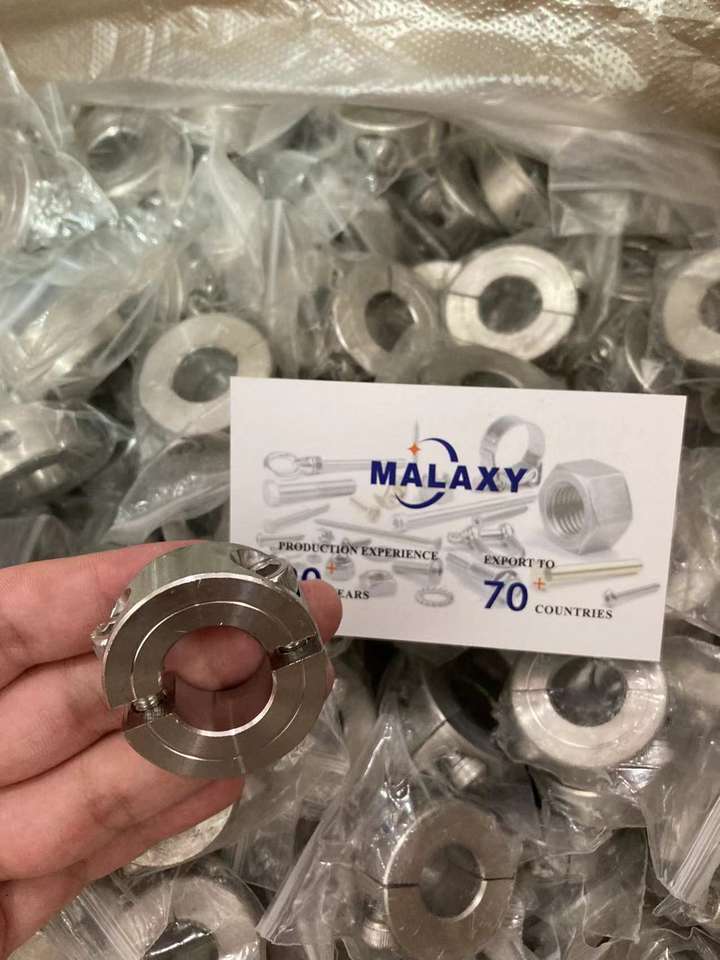 MALAXY
PRODUCTION EXPERIENCE
EXPORT TO
70+ COUNTRIES